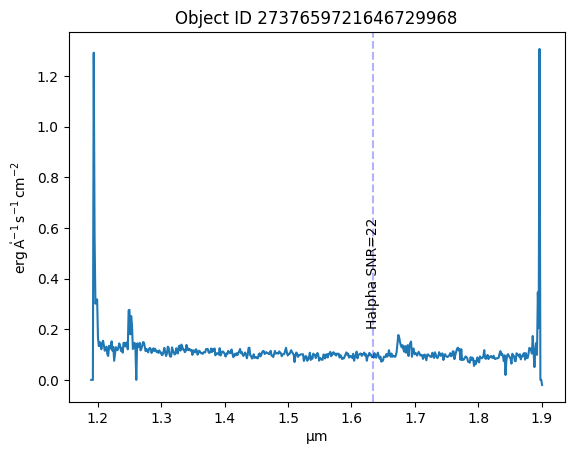 Object ID 2737659721646729968
erg Å⁻¹ s⁻¹ cm⁻²
1.2
1.0
0.8
0.6
0.4
0.2
0.0
Halpha SNR=22
1.2 1.3 1.4 1.5 1.6 1.7 1.8 1.9
μm